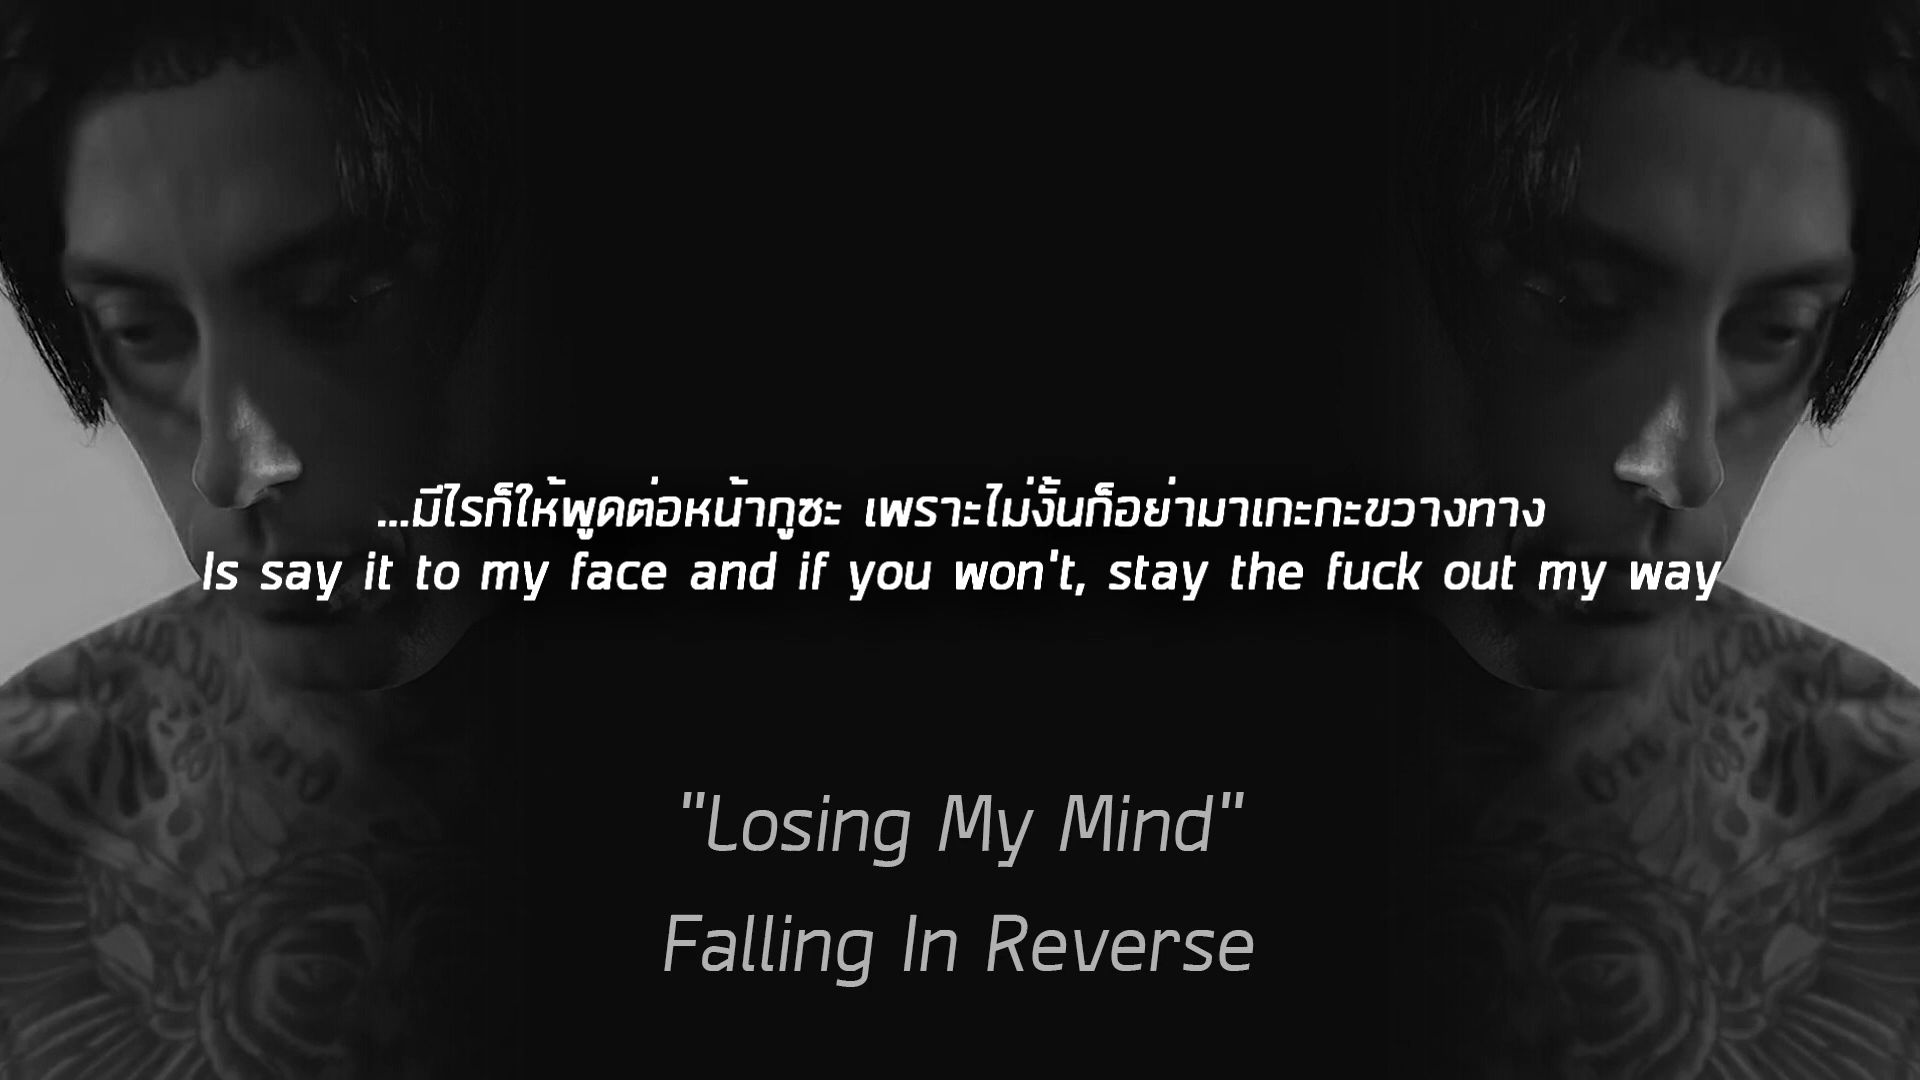 ...มีไรก็ให้พูดต่อหน้ากูซะ เพราะไม่งั้นก็อย่ามาเกะกะขวางทาง
Is say it to my face and if you won't, stay the fuck out my way
"Losing My Mind"
Falling In Reverse